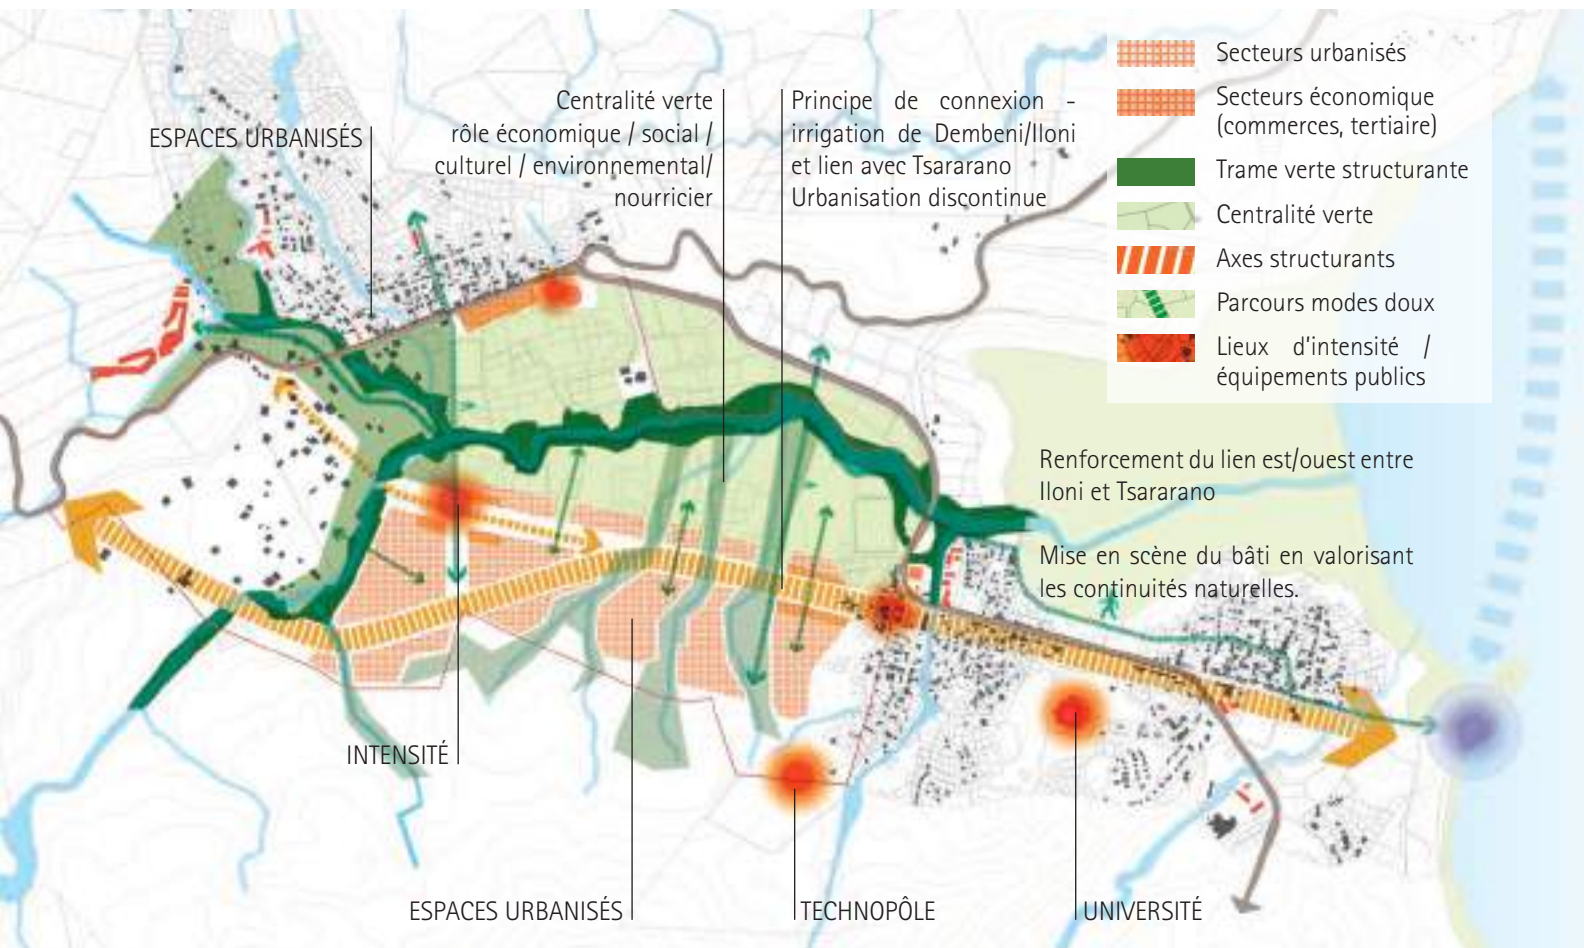 ESPACES URBANISÉS
Centralité verte
rôle économique / social /
culturel / environnemental/
nourricier
Principe de connexion -
irrigation de Dembeni/Iloni
et lien avec Tsararano
Urbanisation discontinue
Secteurs urbanisés
Secteurs économique
(commerces, tertiaire)
Trame verte structurante
Centralité verte
Axes structurants
Parcours modes doux
Lieux d'intensité /
équipements publics
Renforcement du lien est/ouest entre
Iloni et Tsararano
Mise en scène du bâti en valorisant
les continuités naturelles.
INTENSITÉ
ESPACES URBANISÉS
TECHNOPÔLE
UNIVERSITÉ